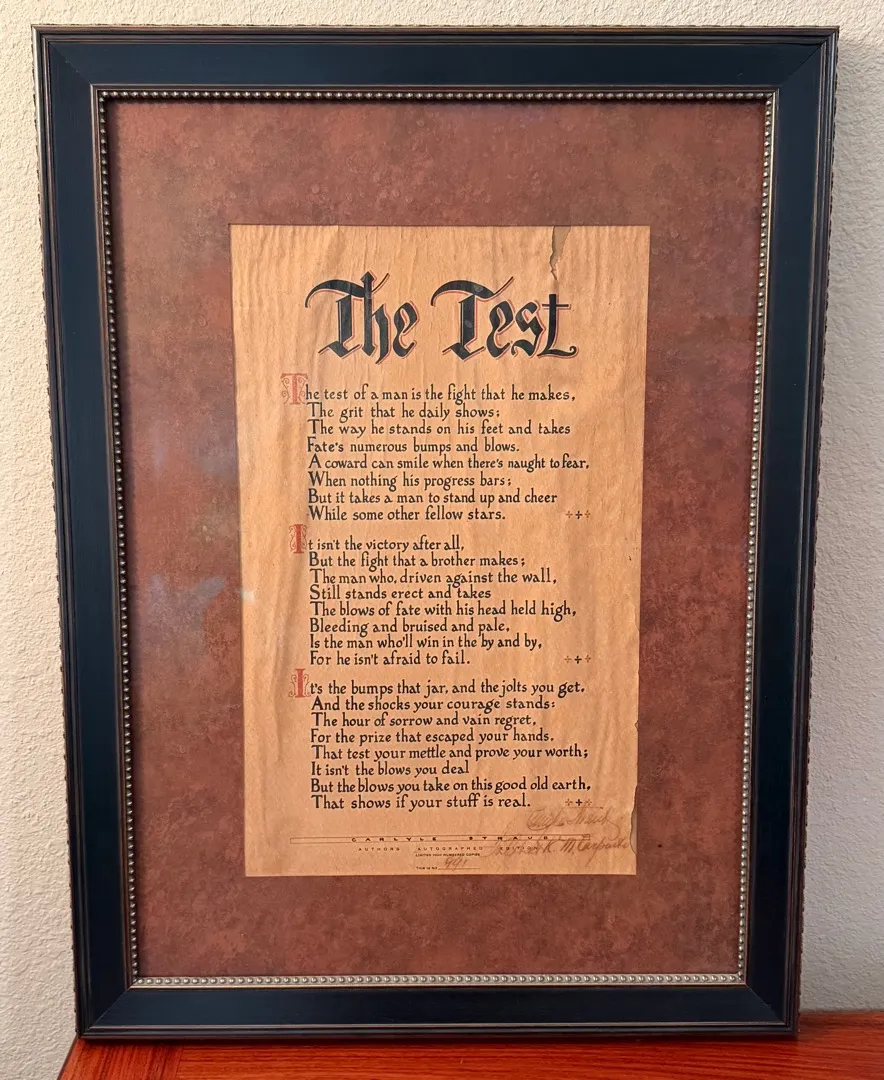 The Test
The test of a man is the fight that he makes,
The grit that he daily shows;
The way he stands on his feet and takes
Fate's numerous bumps and blows.
A coward can smile when there's naught to fear,
When nothing his progress bars;
But it takes a man to stand up and cheer
While some other fellow stars.
It isn't the victory after all,
But the fight that a brother makes;
The man who, driven against the wall,
Still stands erect and takes
The blows of fate with his head held high,
Bleeding and bruised and pale,
Is the man who'll win in the by and by,
For he isn't afraid to fail.
It's the bumps that jar, and the jolts you get,
And the shocks your courage stands:
The hour of sorrow and vain regret,
For the prize that escaped your hands.
That test your mettle and prove your worth;
It isn't the blows you deal
But the blows you take on this good old earth,
That shows if your stuff is real.
CARLYLE STRAUB
AUTHORS AUTOGRAPHED EDITION
LIMITED 1000 NUMBERED COPIES
THIS IS NO 991